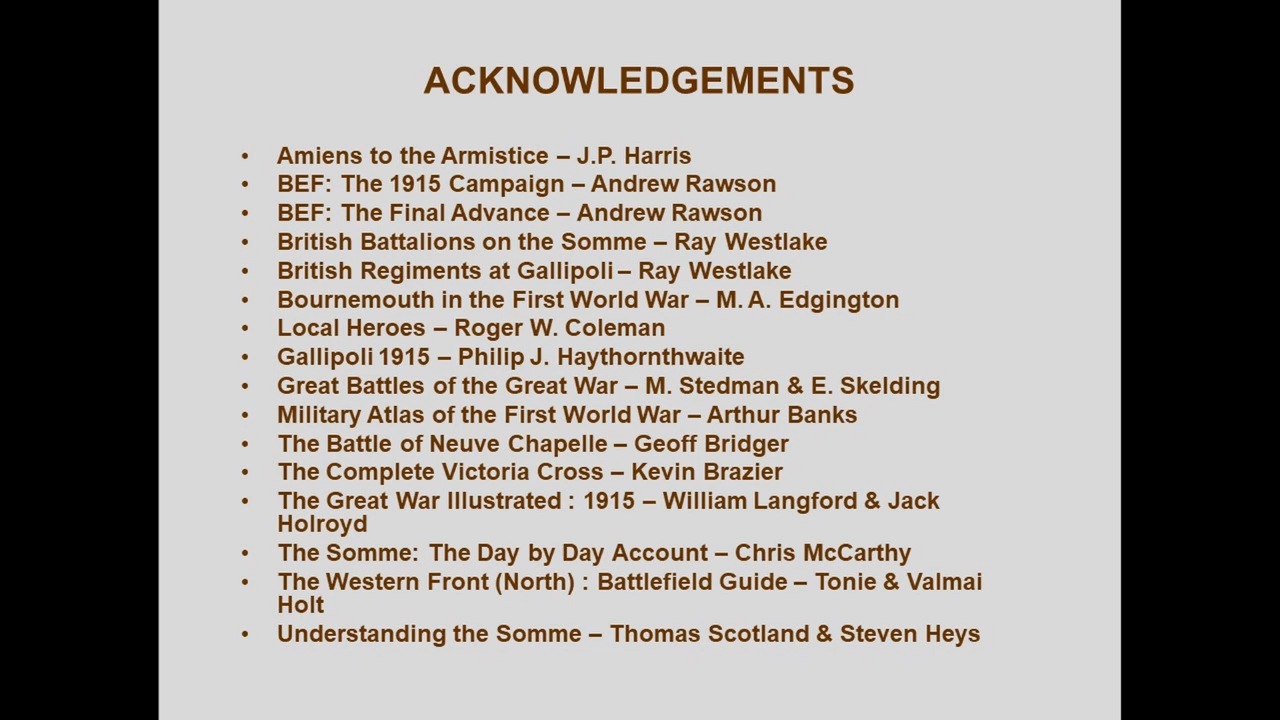 ACKNOWLEDGEMENTS
• Amiens to the Armistice – J.P. Harris
• BEF: The 1915 Campaign – Andrew Rawson
• BEF: The Final Advance – Andrew Rawson
• British Battalions on the Somme – Ray Westlake
• British Regiments at Gallipoli – Ray Westlake
• Bournemouth in the First World War – M. A. Edgington
• Local Heroes – Roger W. Coleman
• Gallipoli 1915 – Philip J. Haythornthwaite
• Great Battles of the Great War – M. Stedman & E. Skelding
• Military Atlas of the First World War – Arthur Banks
• The Battle of Neuve Chapelle – Geoff Bridger
• The Complete Victoria Cross – Kevin Brazier
• The Great War Illustrated : 1915 – William Langford & Jack
Holroyd
• The Somme: The Day by Day Account – Chris McCarthy
• The Western Front (North) : Battlefield Guide – Tonie & Valmai
Holt
• Understanding the Somme – Thomas Scotland & Steven Heys